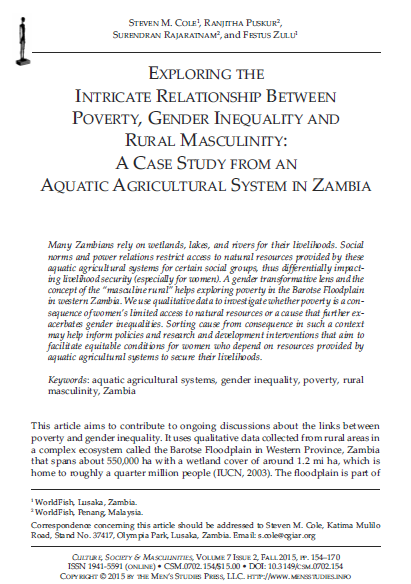 STEVEN M. COLE¹, RANJITHA PUSKUR²,
SURENDRAN RAJARATNAM², and FESTUS ZULU¹
EXPLORING THE
INTRICATE RELATIONSHIP BETWEEN
POVERTY, GENDER INEQUALITY AND
RURAL MASCULINITY:
A CASE STUDY FROM AN
AQUATIC AGRICULTURAL SYSTEM IN ZAMBIA
Many Zambians rely on wetlands, lakes, and rivers for their livelihoods. Social
norms and power relations restrict access to natural resources provided by these
aquatic agricultural systems for certain social groups, thus differentially impact-
ing livelihood security (especially for women). A gender transformative lens and the
concept of the “masculine rural” helps exploring poverty in the Barotse Floodplain
in western Zambia. We use qualitative data to investigate whether poverty is a con-
sequence of women’s limited access to natural resources or a cause that further ex-
acerbates gender inequalities. Sorting cause from consequence in such a context
may help inform policies and research and development interventions that aim to
facilitate equitable conditions for women who depend on resources provided by
aquatic agricultural systems to secure their livelihoods.
Keywords: aquatic agricultural systems, gender inequality, poverty, rural
masculinity, Zambia
This article aims to contribute to ongoing discussions about the links between
poverty and gender inequality. It uses qualitative data collected from rural areas in
a complex ecosystem called the Barotse Floodplain in Western Province, Zambia
that spans about 550,000 ha with a wetland cover of around 1.2 mi ha, which is
home to roughly a quarter million people (IUCN, 2003). The floodplain is part of
¹ WorldFish, Lusaka, Zambia.
² WorldFish, Penang, Malaysia.
Correspondence concerning this article should be addressed to Steven M. Cole, Katima Mulilo
Road, Stand No. 37417, Olympia Park, Lusaka, Zambia. Email: s.cole@cgiar.org
CULTURE, SOCIETY & MASCULINITIES, VOLUME 7 ISSUE 2, FALL 2015, PP. 154–170
ISSN 1941-5591 (ONLINE) • CSM.0702.154/$15.00 • DOI: 10.3149/CSM.0702.154
COPYRIGHT © 2015 BY THE MEN’S STUDIES PRESS, LLC. HTTP://WWW.MENSSTUDIES.INFO